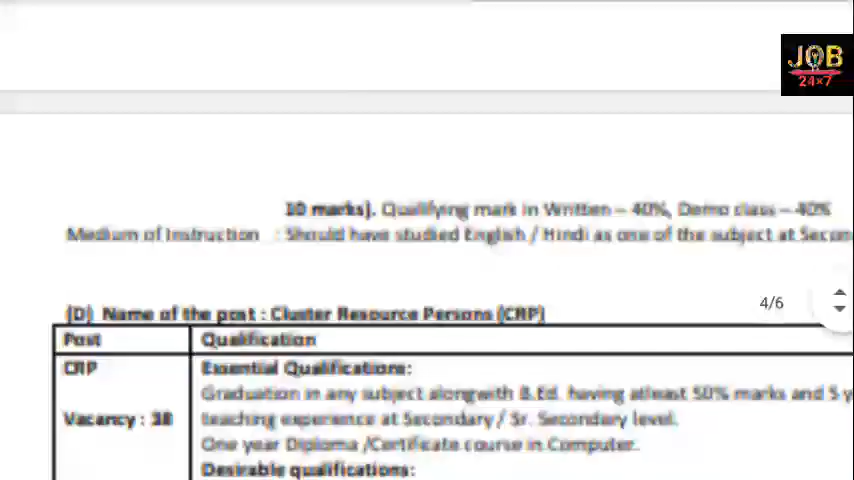 JOB
24×7
10 marks). Qualifying mark in Written – 40%, Demo class – 40%
Medium of Instruction : Should have studied English / Hindi as one of the subject at Secon
4/6
(D) Name of the post : Cluster Resource Persons (CRP)
Post Qualification
CRP Essential Qualifications:
Graduation in any subject alongwith B.Ed. having atleast 50% marks and 5 y
Vacancy : 38 teaching experience at Secondary / Sr. Secondary level.
One year Diploma /Certificate course in Computer.
Desirable qualifications: